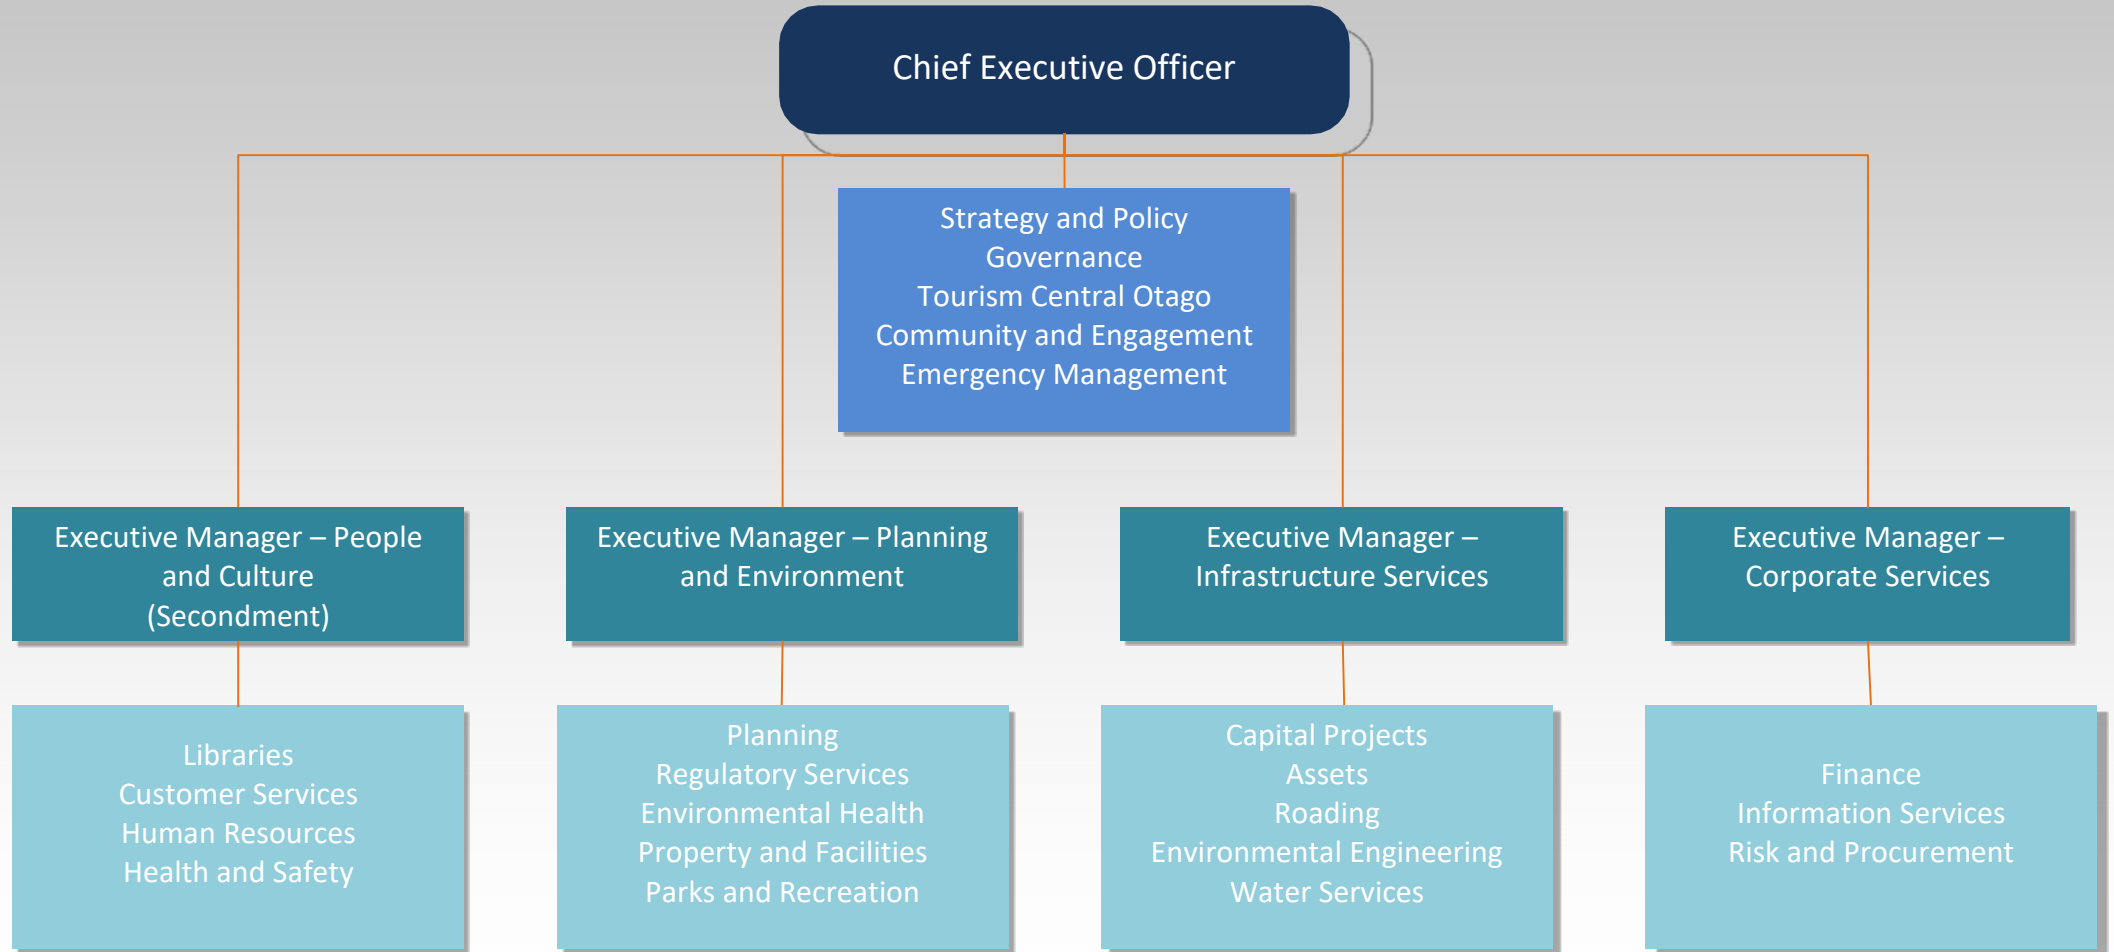 Chief Executive Officer
Strategy and Policy
Governance
Tourism Central Otago
Community and Engagement
Emergency Management
Executive Manager – People
and Culture
(Secondment)
Executive Manager – Planning
and Environment
Executive Manager –
Infrastructure Services
Executive Manager –
Corporate Services
Libraries
Customer Services
Human Resources
Health and Safety
Planning
Regulatory Services
Environmental Health
Property and Facilities
Parks and Recreation
Capital Projects
Assets
Roading
Environmental Engineering
Water Services
Finance
Information Services
Risk and Procurement